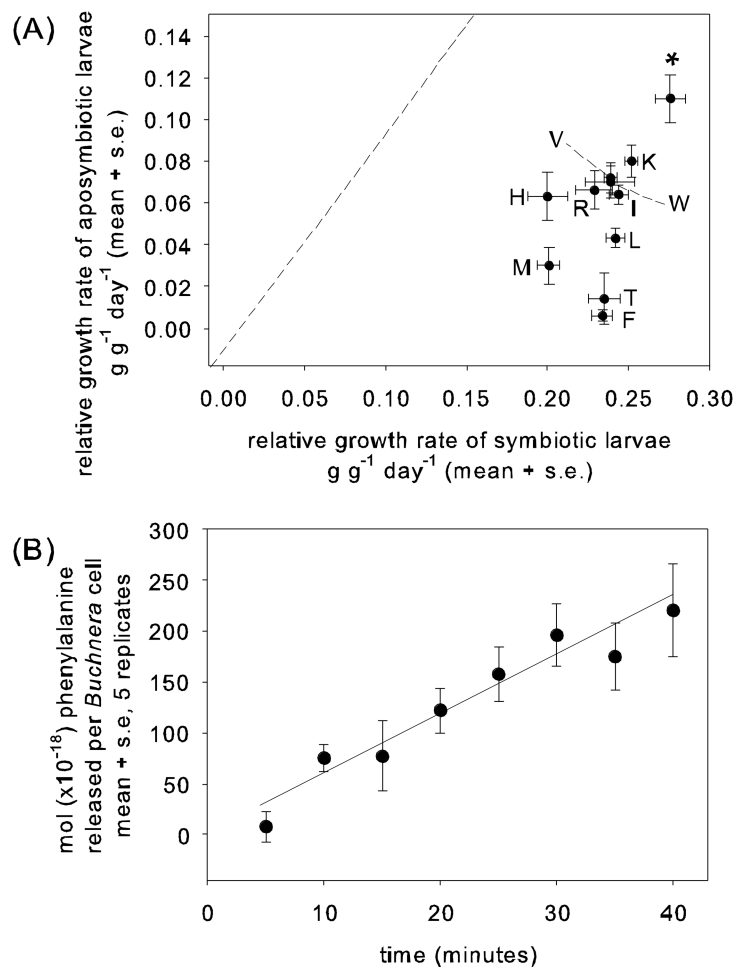 (A)
relative growth rate of aposymbiotic larvae
g g⁻¹ day⁻¹ (mean + s.e.)
0.14
0.12
0.10
0.08
0.06
0.04
0.02
0.00
*
V
K
H
R
I
W
L
M
T
F
0.00 0.05 0.10 0.15 0.20 0.25 0.30
relative growth rate of symbiotic larvae
g g⁻¹ day⁻¹ (mean + s.e.)
(B)
mol (x10⁻¹⁸) phenylalanine
released per Buchnera cell
mean + s.e, 5 replicates
300
250
200
150
100
50
0
0 10 20 30 40
time (minutes)